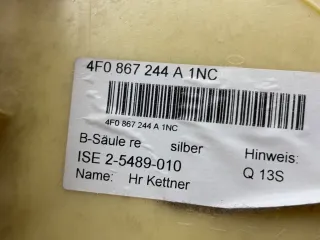 4F0 867 244 A 1NC
4F0 867 244 A 1NC
B-Säule re silber
ISE 2-5489-010 Hinweis:
Name: Hr Kettner Q 13S